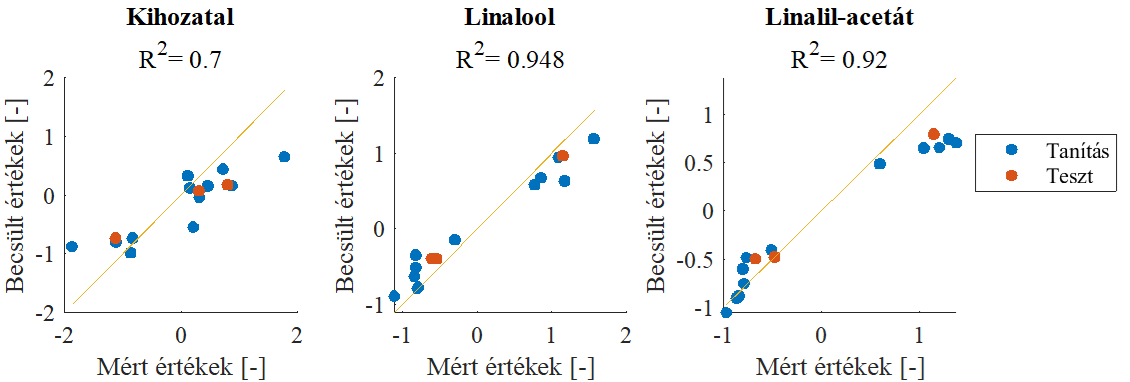 Kihozatal
R²= 0.7
2
1
0
-1
-2
-2
0
2
Becsült értékek [-]
Mért értékek [-]
Linalool
R²= 0.948
2
1
0
-1
-1
0
1
2
Becsült értékek [-]
Mért értékek [-]
Linalil-acetát
R²= 0.92
1
0.5
0
-0.5
-1
-1
0
1
Becsült értékek [-]
Mért értékek [-]
Tanítás
Teszt